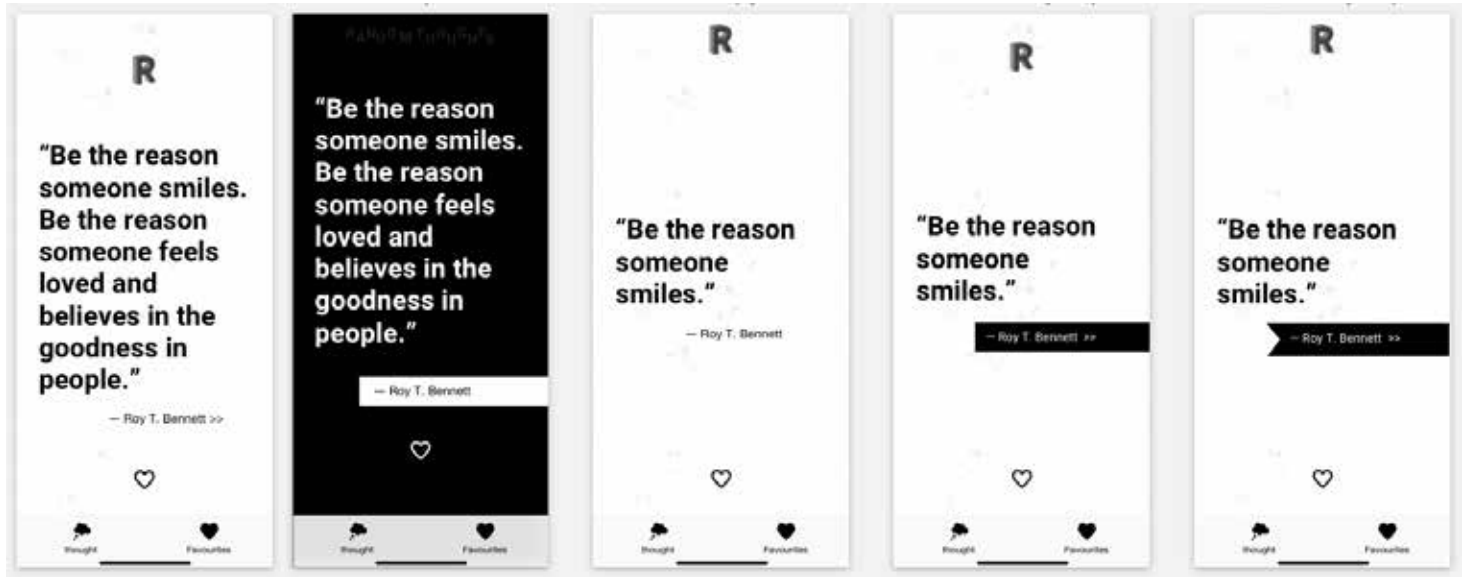 R
“Be the reason
someone smiles.
Be the reason
someone feels
loved and
believes in the
goodness in
people.”
— Roy T. Bennett >>
thought
Favourites
“Be the reason
someone smiles.
Be the reason
someone feels
loved and
believes in the
goodness in
people.”
— Roy T. Bennett
thought
Favourites
R
“Be the reason
someone
smiles.”
— Roy T. Bennett
thought
Favourites
R
“Be the reason
someone
smiles.”
— Roy T. Bennett >>
thought
Favourites
R
“Be the reason
someone
smiles.”
— Roy T. Bennett >>
thought
Favourites